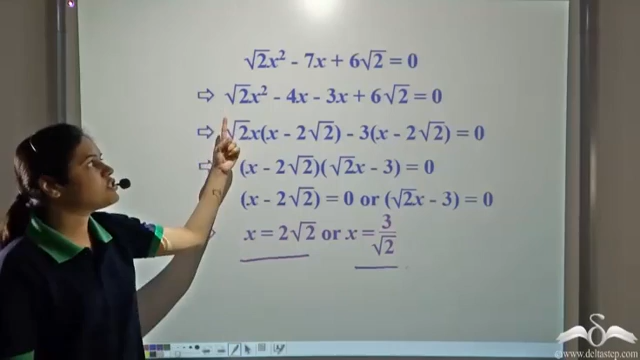 √2x² - 7x + 6√2 = 0
⇨ √2x² - 4x - 3x + 6√2 = 0
⇨ √2x(x - 2√2) - 3(x - 2√2) = 0
⇨ (x - 2√2)(√2x - 3) = 0
(x - 2√2) = 0 or (√2x - 3) = 0
x = 2√2 or x = 3/√2
©www.deltastep.com